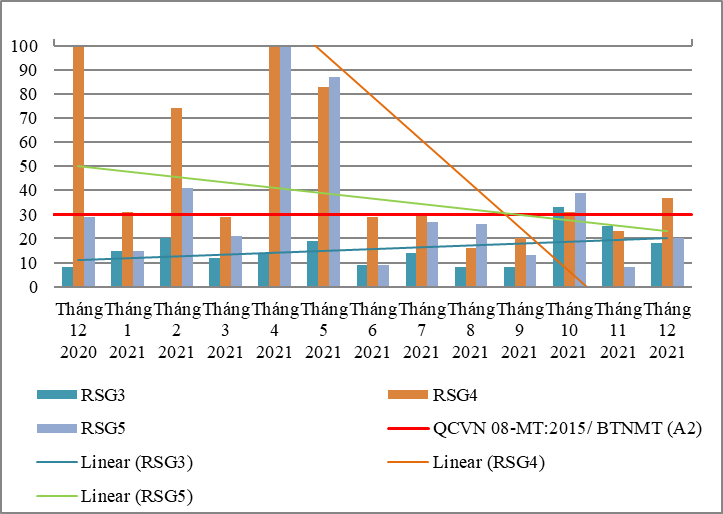 100
90
80
70
60
50
40
30
20
10
0
Tháng Tháng Tháng Tháng Tháng Tháng Tháng Tháng Tháng Tháng Tháng Tháng Tháng
12 1 2 3 4 5 6 7 8 9 10 11 12
2020 2021 2021 2021 2021 2021 2021 2021 2021 2021 2021 2021 2021
RSG3 RSG4
RSG5 QCVN 08-MT:2015/ BTNMT (A2)
Linear (RSG3) Linear (RSG4)
Linear (RSG5)